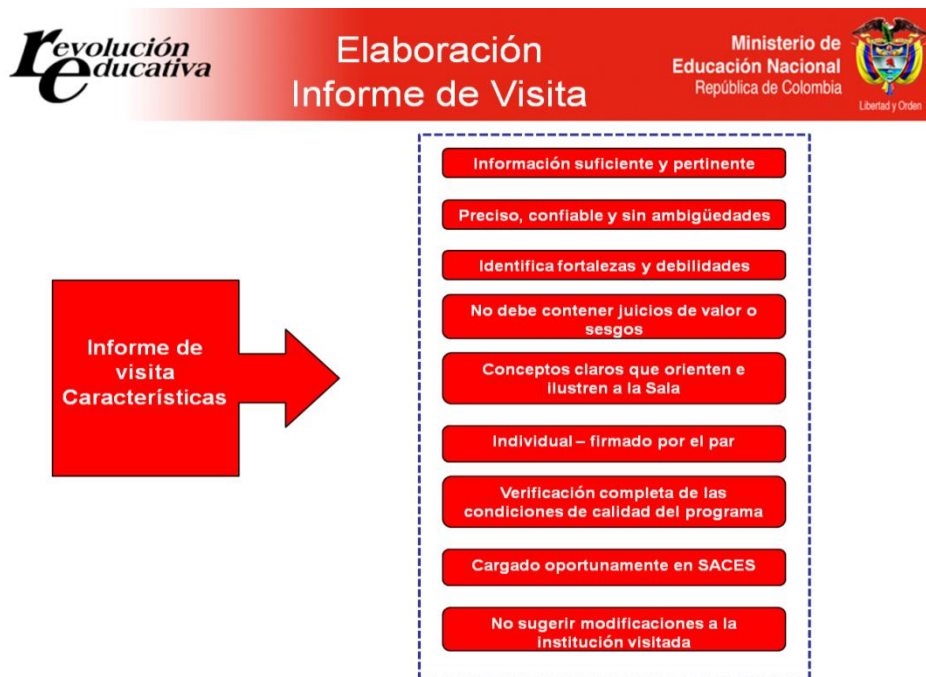 revolución
educativa
Elaboración
Informe de Visita
Ministerio de
Educación Nacional
República de Colombia
Libertad y Orden
Informe de
visita
Características
Información suficiente y pertinente
Preciso, confiable y sin ambigüedades
Identifica fortalezas y debilidades
No debe contener juicios de valor o
sesgos
Conceptos claros que orienten e
ilustren a la Sala
Individual – firmado por el par
Verificación completa de las
condiciones de calidad del programa
Cargado oportunamente en SACES
No sugerir modificaciones a la
institución visitada